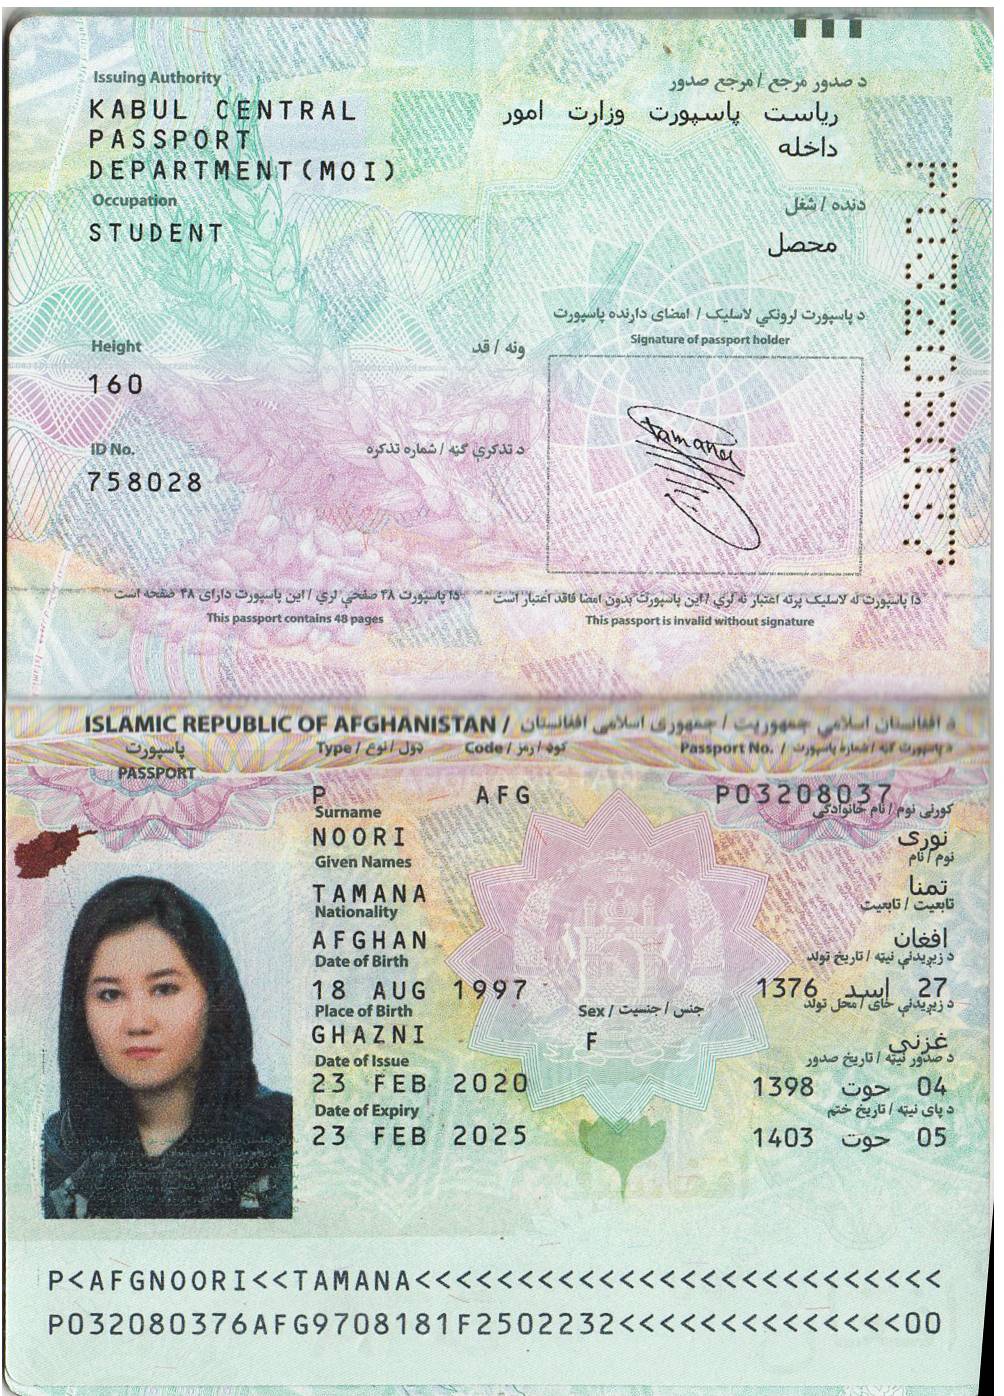 Issuing Authority
د صدور مرجع / مرجع صدور
KABUL CENTRAL
PASSPORT
DEPARTMENT(MOI)
ریاست پاسپورت وزارت امور
داخله
Occupation
دنده / شغل
STUDENT
محصل
د پاسپورت لرونکي لاسلیک / امضای دارنده پاسپورت
Signature of passport holder
Height
ونه / قد
160
tamana
ID No.
د تذکرې ګڼه / شماره تذکره
758028
P03208037
دا پاسپورت ۴۸ صفحې لري / این پاسپورت دارای ۴۸ صفحه است
This passport contains 48 pages
دا پاسپورت له لاسلیک پرته اعتبار نه لري / این پاسپورت بدون امضا فاقد اعتبار است
This passport is invalid without signature
ISLAMIC REPUBLIC OF AFGHANISTAN / د افغانستان اسلامي جمهوریت / جمهوری اسلامی افغانستان
پاسپورت
PASSPORT
Type / ډول / نوع
Code / کوډ / رمز
Passport No. / د پاسپورت ګڼه / شماره پاسپورت
P AFG P03208037
Surname
کورنی نوم / نام خانوادگی
NOORI
نوری
Given Names
نوم / نام
TAMANA
تمنا
Nationality
تابعیت / تابعیت
AFGHAN
افغان
Date of Birth
د زیږیدنې نیټه / تاریخ تولد
18 AUG 1997
27 اسد 1376
Place of Birth
Sex / جنس / جنسیت
د زیږیدنې ځای / محل تولد
GHAZNI
F
غزنی
Date of Issue
د صدور نیټه / تاریخ صدور
23 FEB 2020
04 حوت 1398
Date of Expiry
د پای نیټه / تاریخ ختم
23 FEB 2025
05 حوت 1403
P<AFGNOORI<<TAMANA<<<<<<<<<<<<<<<<<<<<<<<<<<
P032080376AFG9708181F2502232<<<<<<<<<<<<<<00